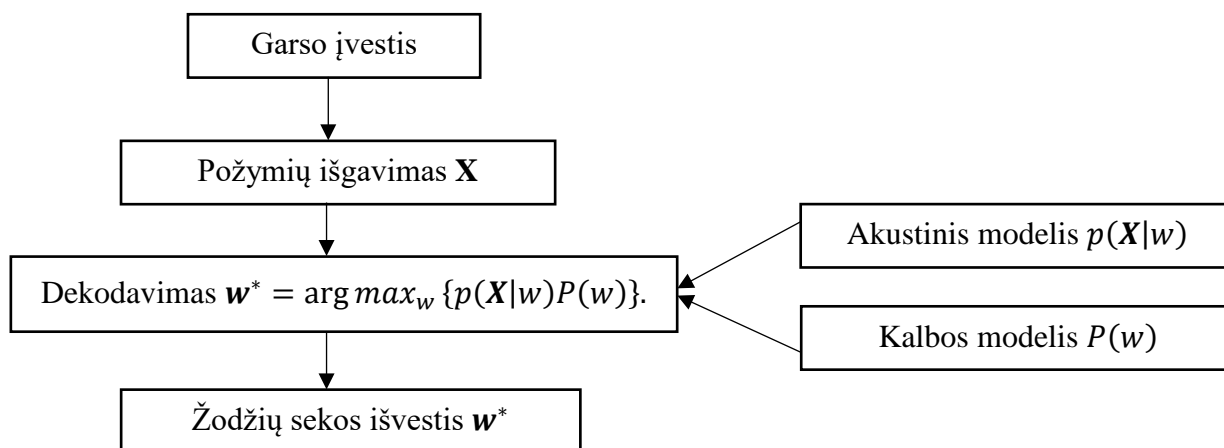 Garso įvestis
Požymių išgavimas X
Akustinis modelis p(X|w)
Dekodavimas w* = arg max_w {p(X|w)P(w)}.
Kalbos modelis P(w)
Žodžių sekos išvestis w*